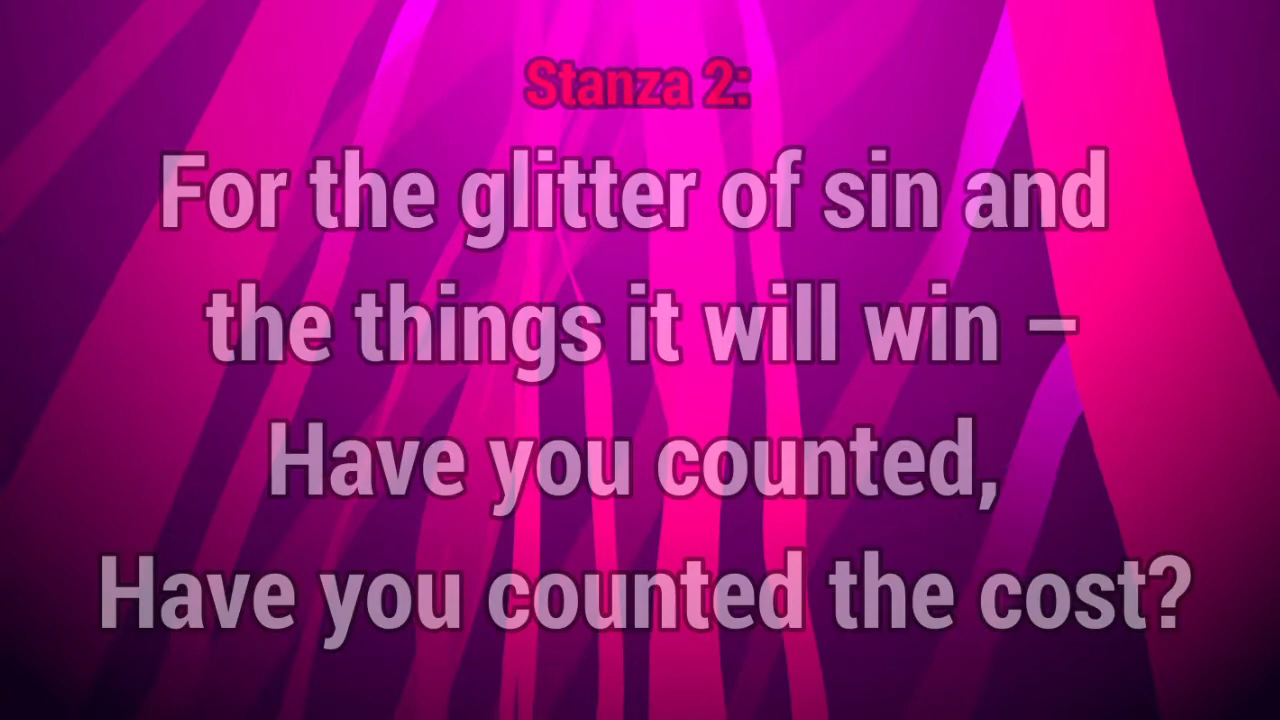 Stanza 2:
For the glitter of sin and
the things it will win –
Have you counted,
Have you counted the cost?